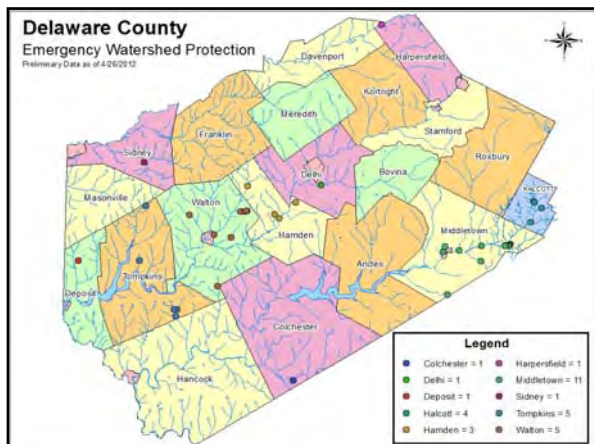 Delaware County
Emergency Watershed Protection
Preliminary Data as of 4/26/2012
Davenport
Harpersfield
Kortright
Meredith
Franklin
Stamford
Sidney
Roxbury
Delhi
Bovina
Masonville
Walton
HALCOTT
Hamden
Middletown
Andes
Tompkins
Deposit
Colchester
Hancock
Legend
Colchester = 1
Delhi = 1
Deposit = 1
Halcott = 4
Hamden = 3
Harpersfield = 1
Middletown = 11
Sidney = 1
Tompkins = 5
Walton = 5